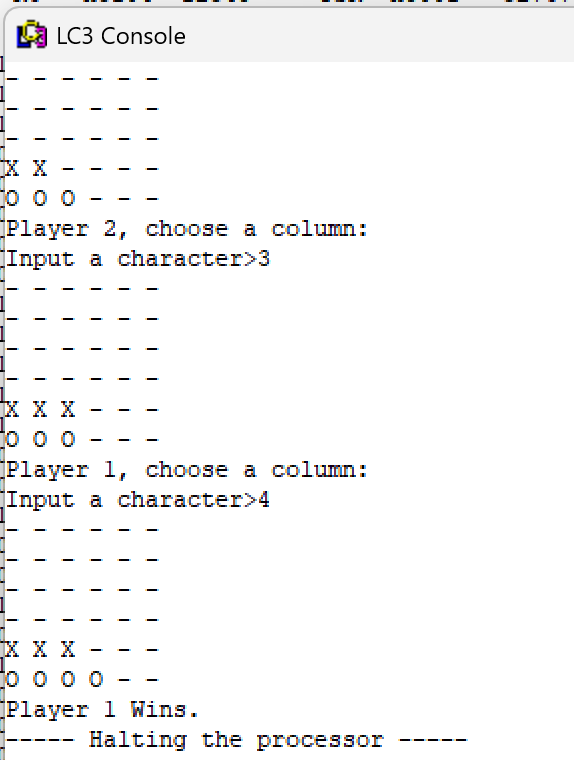 LC3 Console
- - - - - -
- - - - - -
- - - - - -
X X - - - -
O O O - - -
Player 2, choose a column:
Input a character>3
- - - - - -
- - - - - -
- - - - - -
- - - - - -
X X X - - -
O O O - - -
Player 1, choose a column:
Input a character>4
- - - - - -
- - - - - -
- - - - - -
- - - - - -
X X X - - -
O O O O - -
Player 1 Wins.
----- Halting the processor -----